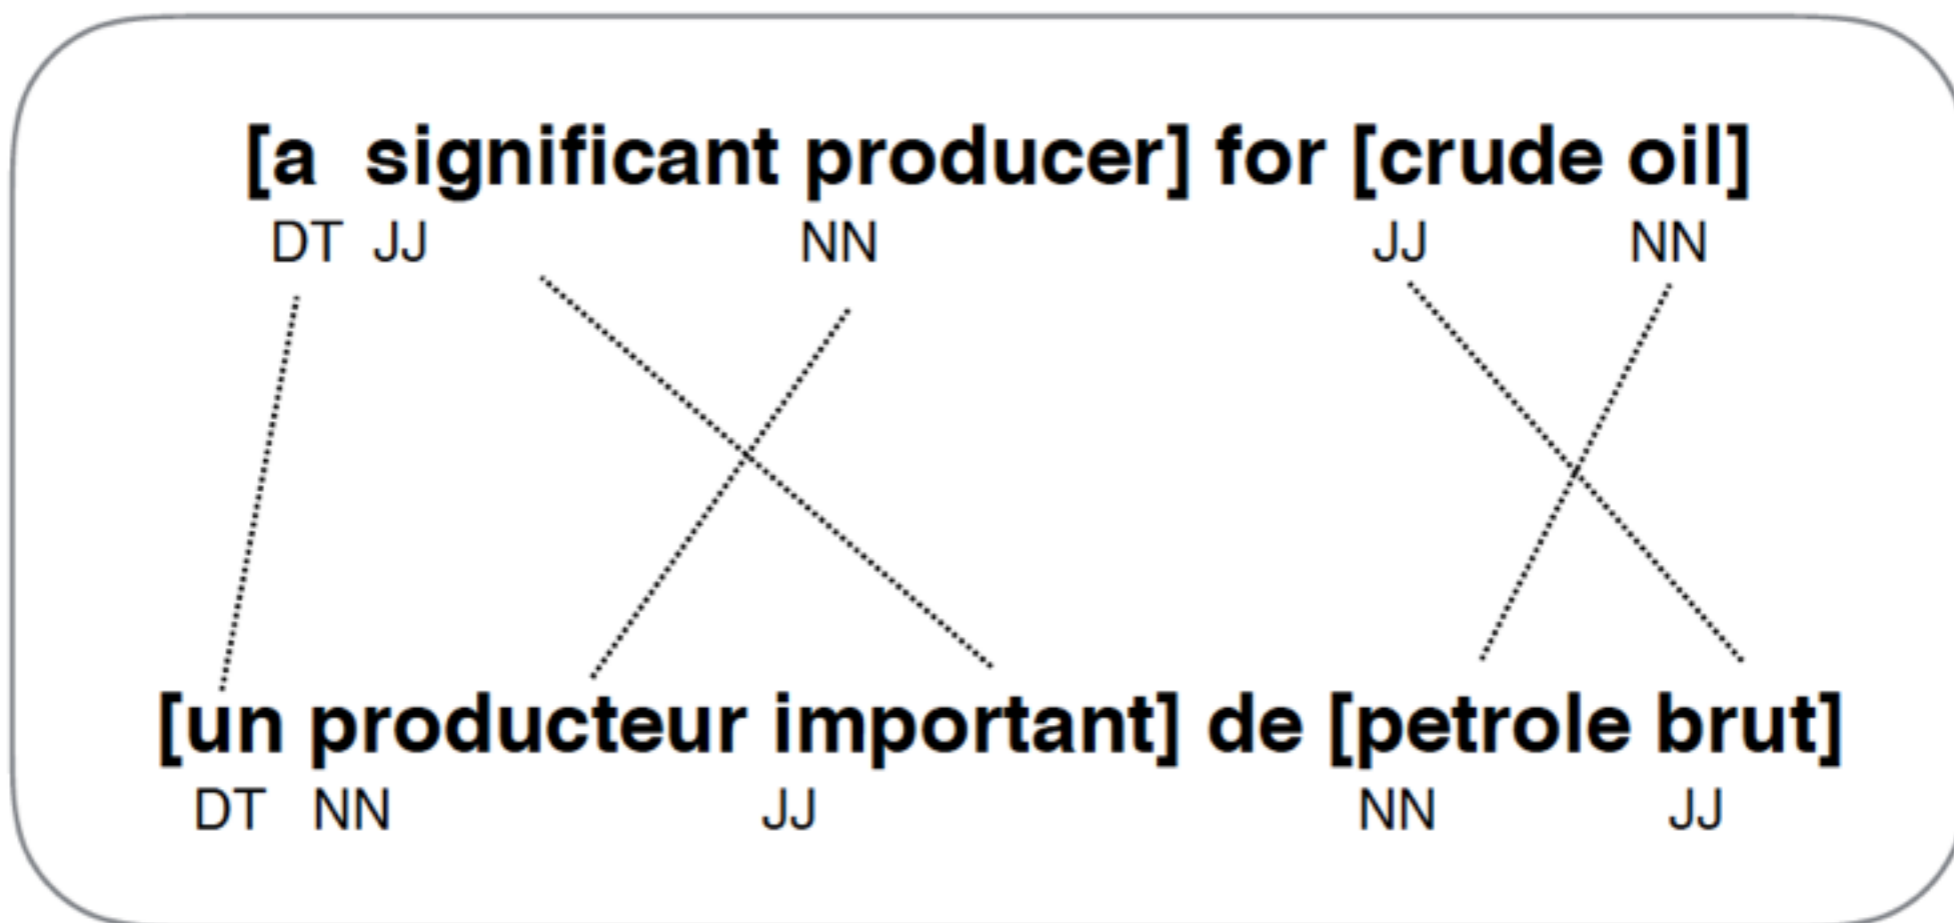 [a significant producer] for [crude oil]
DT JJ NN JJ NN
[un producteur important] de [petrole brut]
DT NN JJ NN JJ